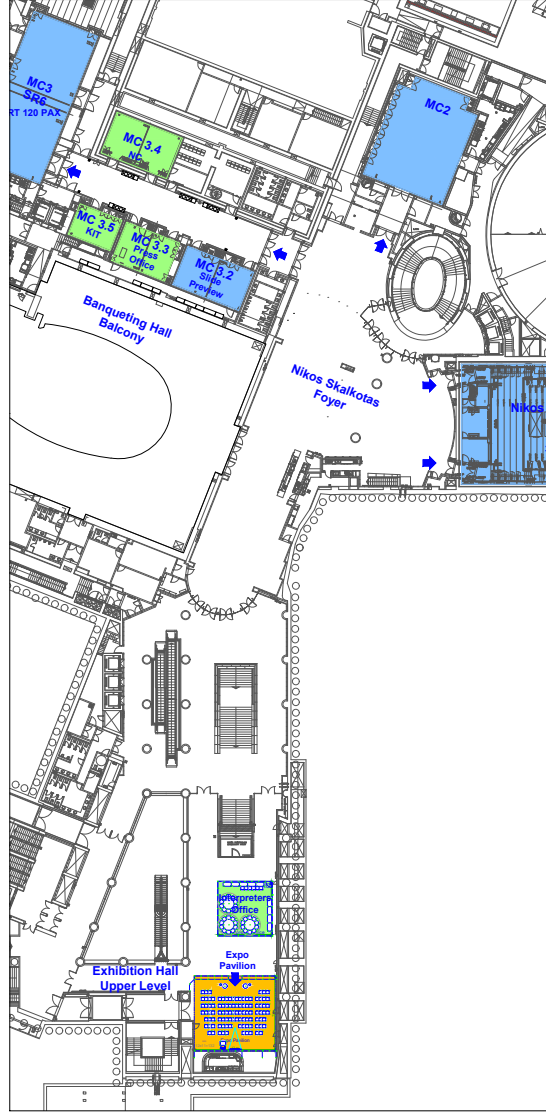 MC3
SR6
RT 120 PAX
MC2
MC 3.4
NC
MC 3.5
KIT
MC 3.3
Press
Office
MC 3.2
Slide
Preview
Banqueting Hall
Balcony
Nikos Skalkotas
Foyer
Nikos
Interpreters
Office
Expo
Pavilion
Exhibition Hall
Upper Level